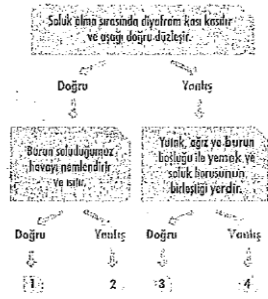 Soluk alma sırasında diyafram kası kasılır
ve aşağı doğru düzleşir.
Doğru Yanlış
Burun soluduğumuz
havayı nemlendirir
ve ısıtır.
Yutak, ağız ve burun
boşluğu ile yemek ve
soluk borusunun
birleştiği yerdir.
Doğru Yanlış Doğru Yanlış
1 2 3 4